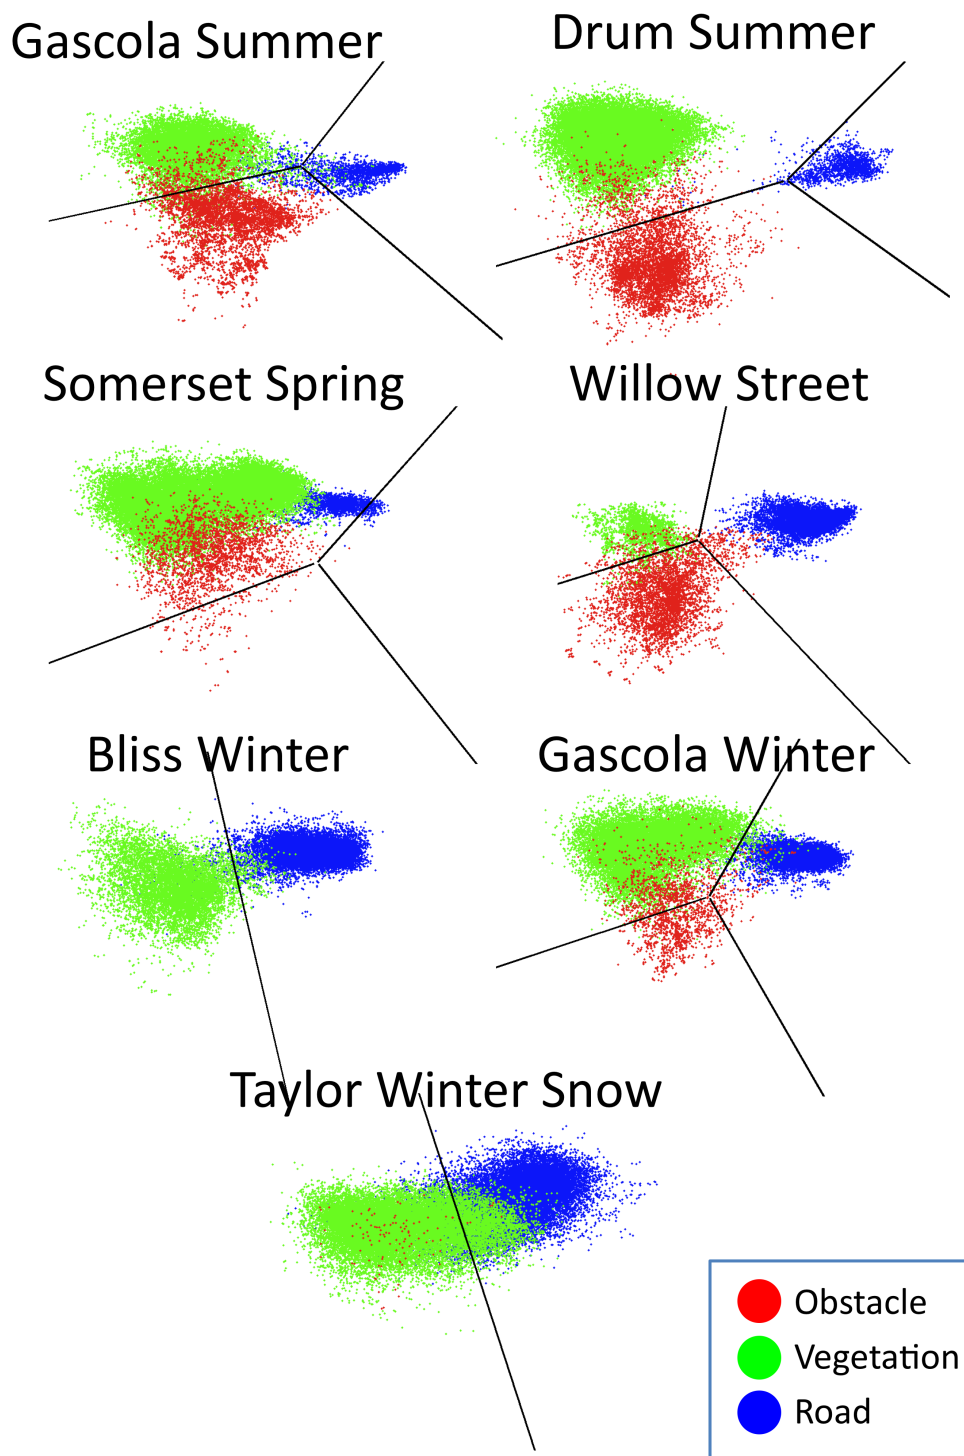 Gascola Summer
Drum Summer
Somerset Spring
Willow Street
Bliss Winter
Gascola Winter
Taylor Winter Snow
Obstacle
Vegetation
Road